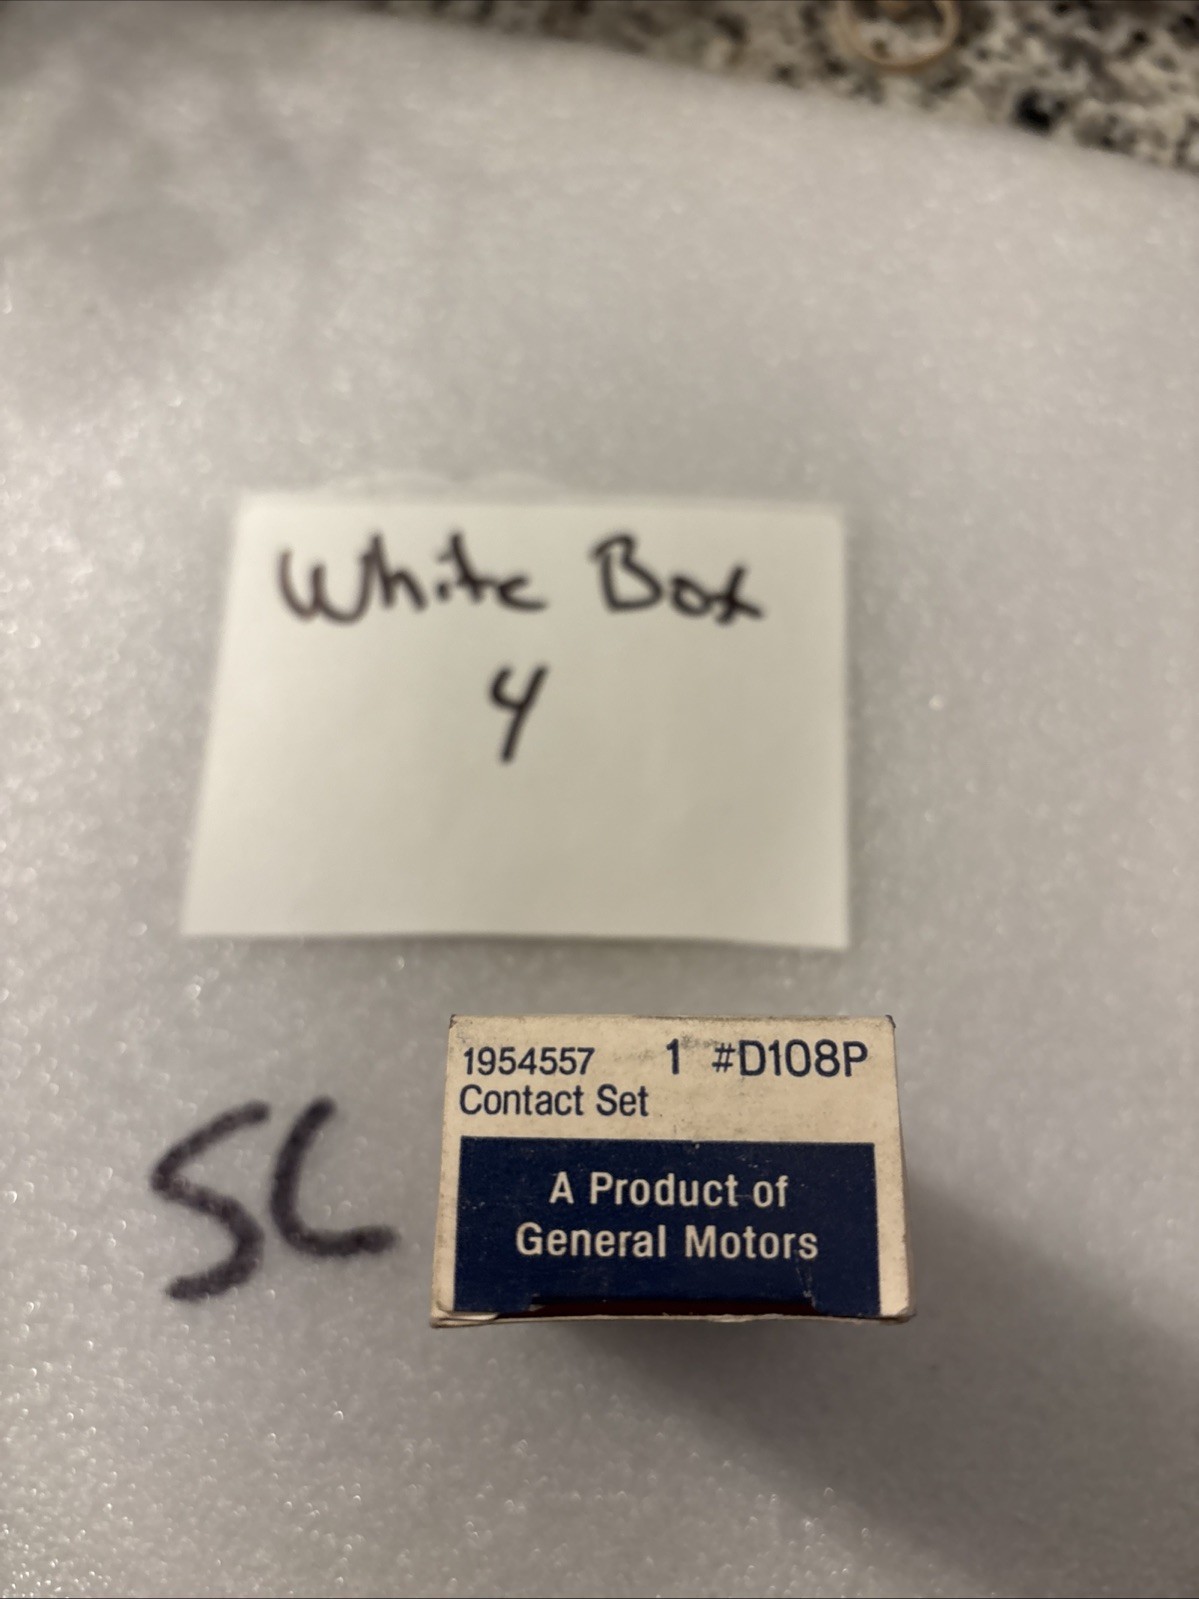 White Box
4
SC
1954557 1 #D108P
Contact Set
A Product of
General Motors